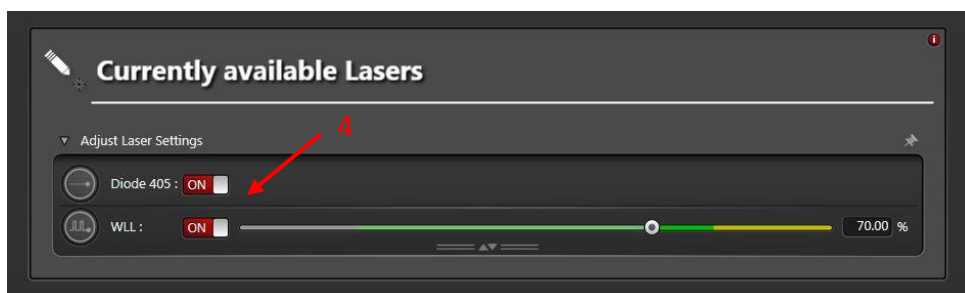 Currently available Lasers
4
Adjust Laser Settings
Diode 405 : ON
WLL : ON 70.00 %